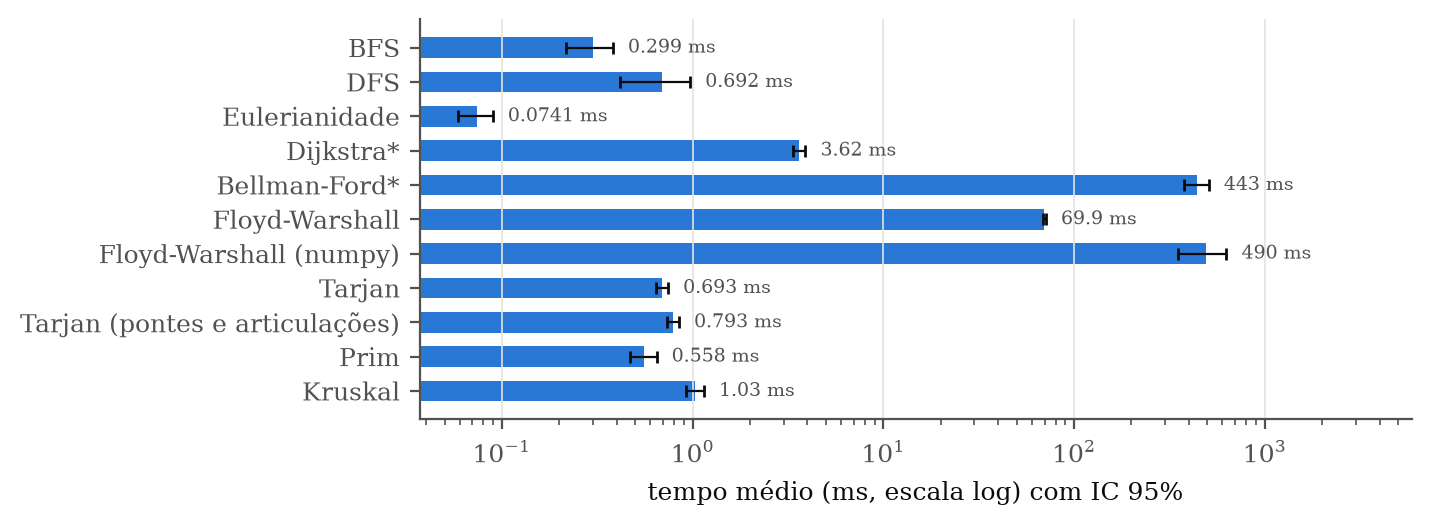 BFS 0.299 ms
DFS 0.692 ms
Eulerianidade 0.0741 ms
Dijkstra* 3.62 ms
Bellman-Ford* 443 ms
Floyd-Warshall 69.9 ms
Floyd-Warshall (numpy) 490 ms
Tarjan 0.693 ms
Tarjan (pontes e articulações) 0.793 ms
Prim 0.558 ms
Kruskal 1.03 ms
10⁻¹ 10⁰ 10¹ 10² 10³
tempo médio (ms, escala log) com IC 95%